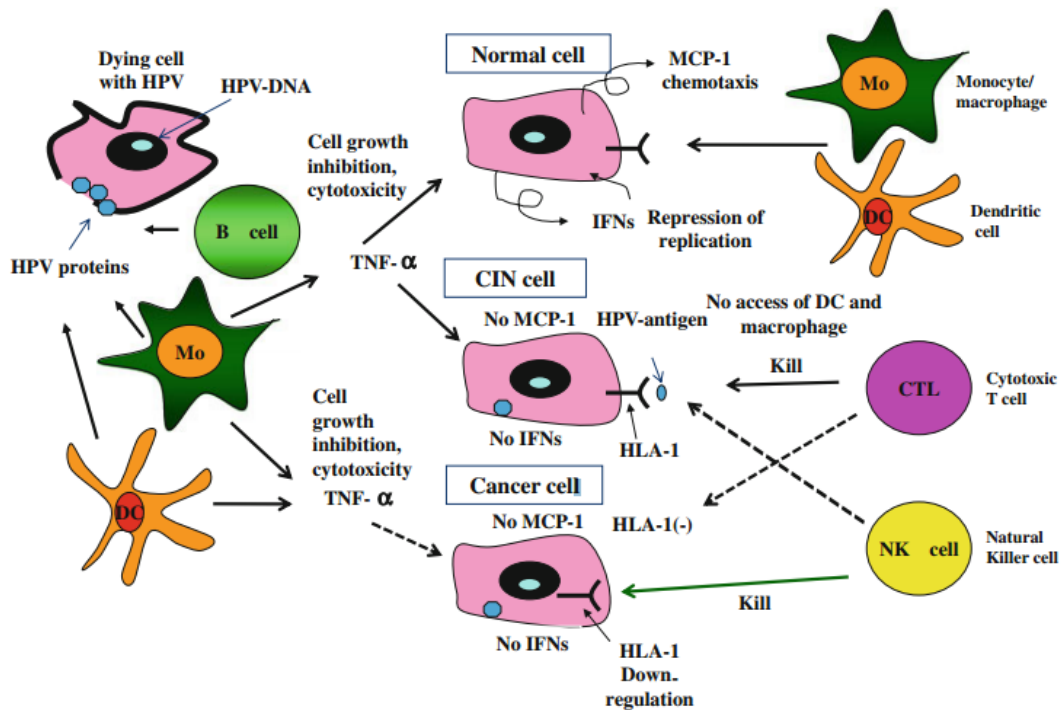 Dying cell
with HPV
HPV-DNA
HPV proteins
B cell
Mo
DC
Cell growth
inhibition,
cytotoxicity
TNF- α
Cell
growth
inhibition,
cytotoxicity
TNF- α
Normal cell
MCP-1
chemotaxis
IFNs
Repression of
replication
Mo
Monocyte/
macrophage
DC
Dendritic
cell
CIN cell
No MCP-1
HPV-antigen
No access of DC and
macrophage
No IFNs
HLA-1
Kill
CTL
Cytotoxic
T cell
Cancer cell
No MCP-1
HLA-1(-)
No IFNs
HLA-1
Down-
regulation
Kill
NK cell
Natural
Killer cell